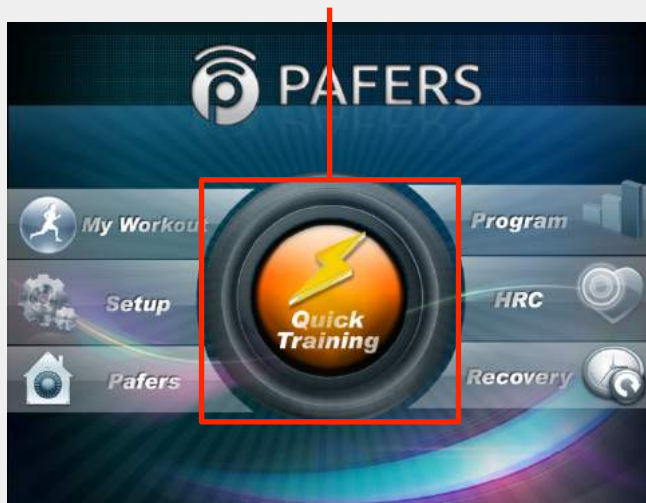 PAFERS
My Workout
Program
Setup
Quick
Training
HRC
Pafers
Recovery